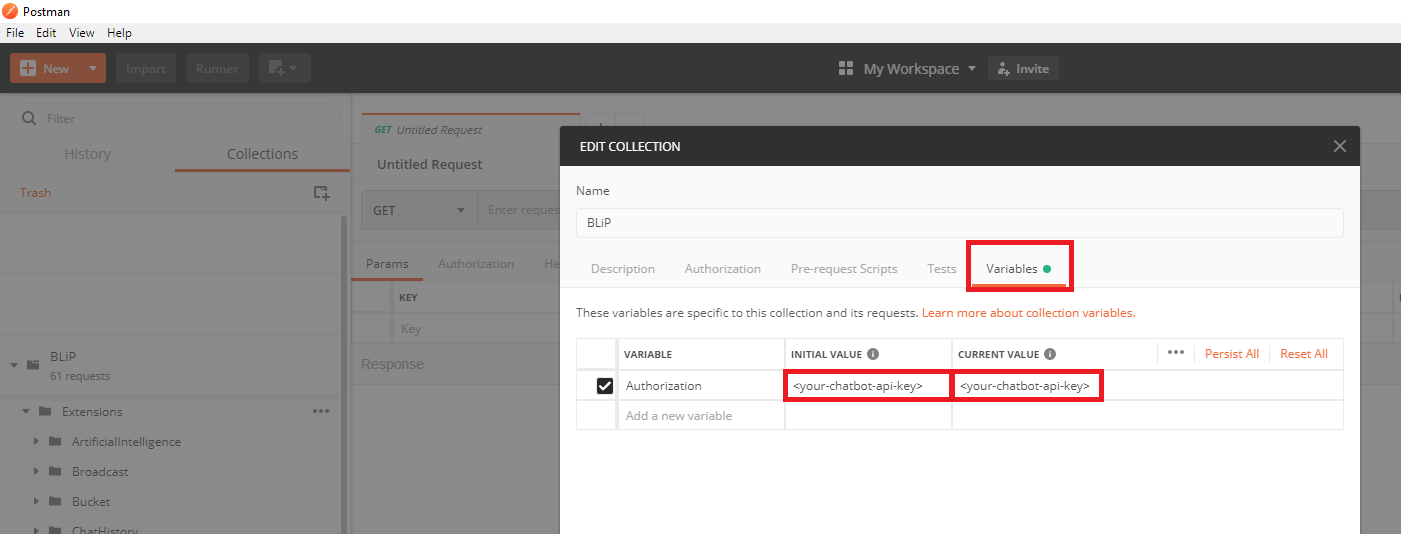 Postman
File Edit View Help
New Import Runner My Workspace Invite
Filter
History Collections
Trash
GET Untitled Request
Untitled Request
GET Enter reques
Params Authorization He
KEY
Key
Response
BLiP
61 requests
Extensions
ArtificialIntelligence
Broadcast
Bucket
ChatHistory
EDIT COLLECTION
Name
BLiP
Description Authorization Pre-request Scripts Tests Variables
These variables are specific to this collection and its requests. Learn more about collection variables.
VARIABLE INITIAL VALUE CURRENT VALUE Persist All Reset All
Authorization <your-chatbot-api-key> <your-chatbot-api-key>
Add a new variable